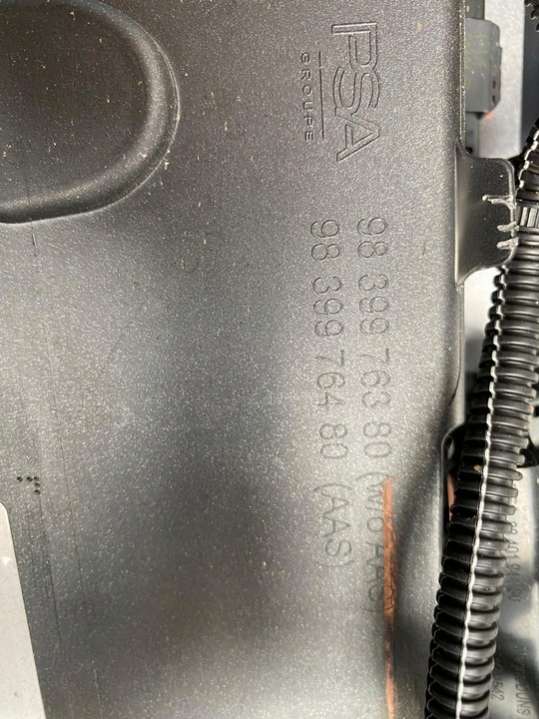 PSA
GROUPE
98 399 763 80 (W/O AAS)
98 399 764 80 (AAS)